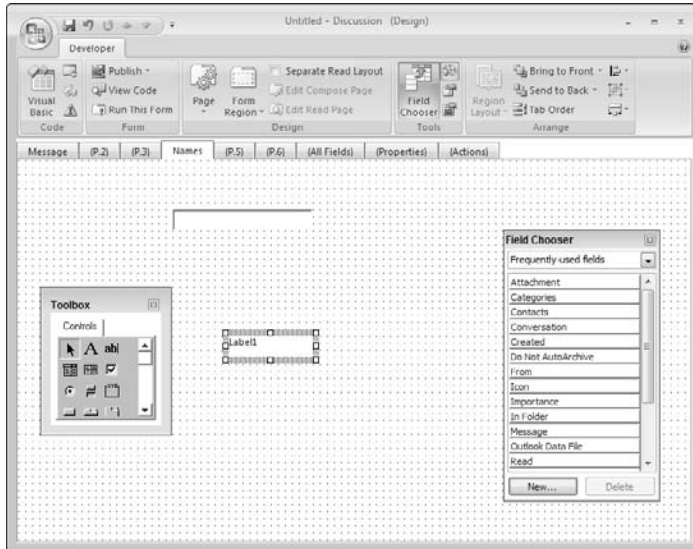 Untitled - Discussion (Design)
Developer
Visual Basic
Code
Publish
View Code
Run This Form
Form
Page
Form Region
Separate Read Layout
Edit Compose Page
Edit Read Page
Design
Field Chooser
Tools
Region Layout
Bring to Front
Send to Back
Tab Order
Arrange
Message (P.2) (P.3) Names (P.5) (P.6) (All Fields) (Properties) (Actions)
Toolbox
Controls
A ab|
Label1
Field Chooser
Frequently-used fields
Attachment
Categories
Contacts
Conversation
Created
Do Not AutoArchive
From
Icon
Importance
In Folder
Message
Outlook Data File
Read
New... Delete